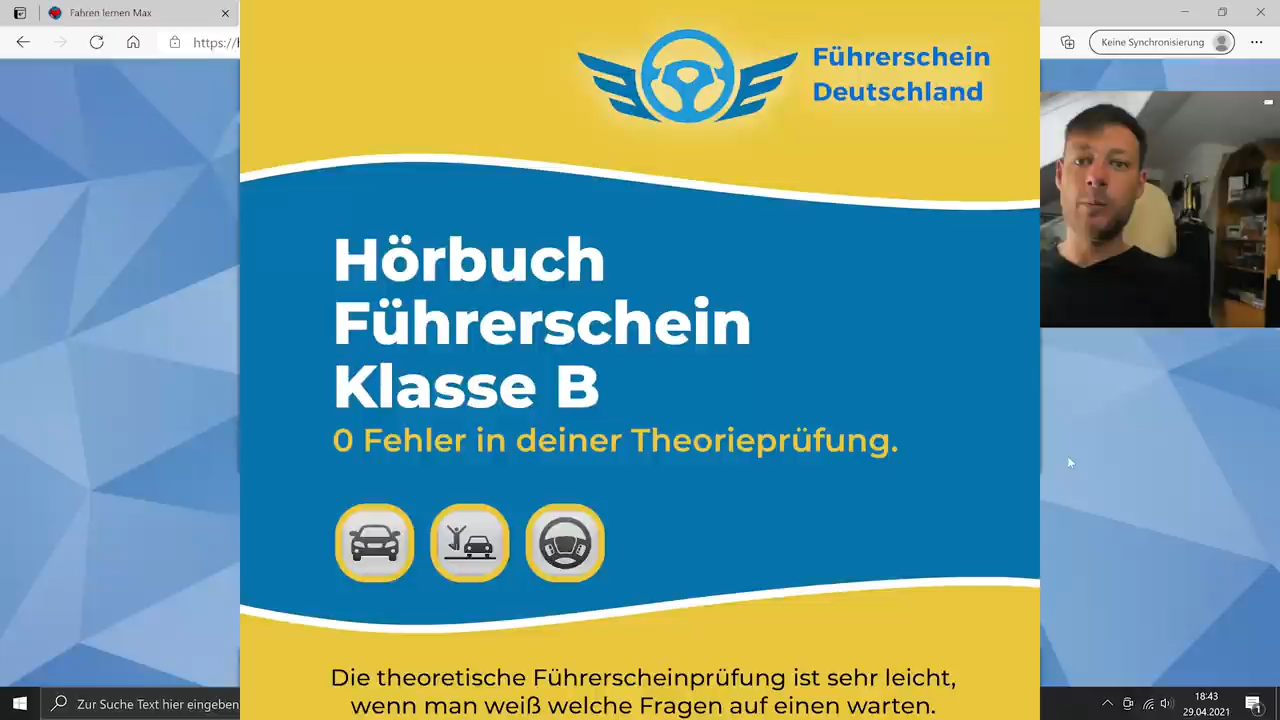 Fahren lernen Max
https://
Keine Synchronisierung
Führerschein
Deutschland
Hörbuch
Führerschein
Klasse B
0 Fehler in deiner Theorieprüfung.
Die theoretische Führerscheinprüfung ist sehr leicht,
wenn man weiß welche Fragen auf einen warten.
Zur Suche Text hier eingeben
18:43
29.04.2021
1